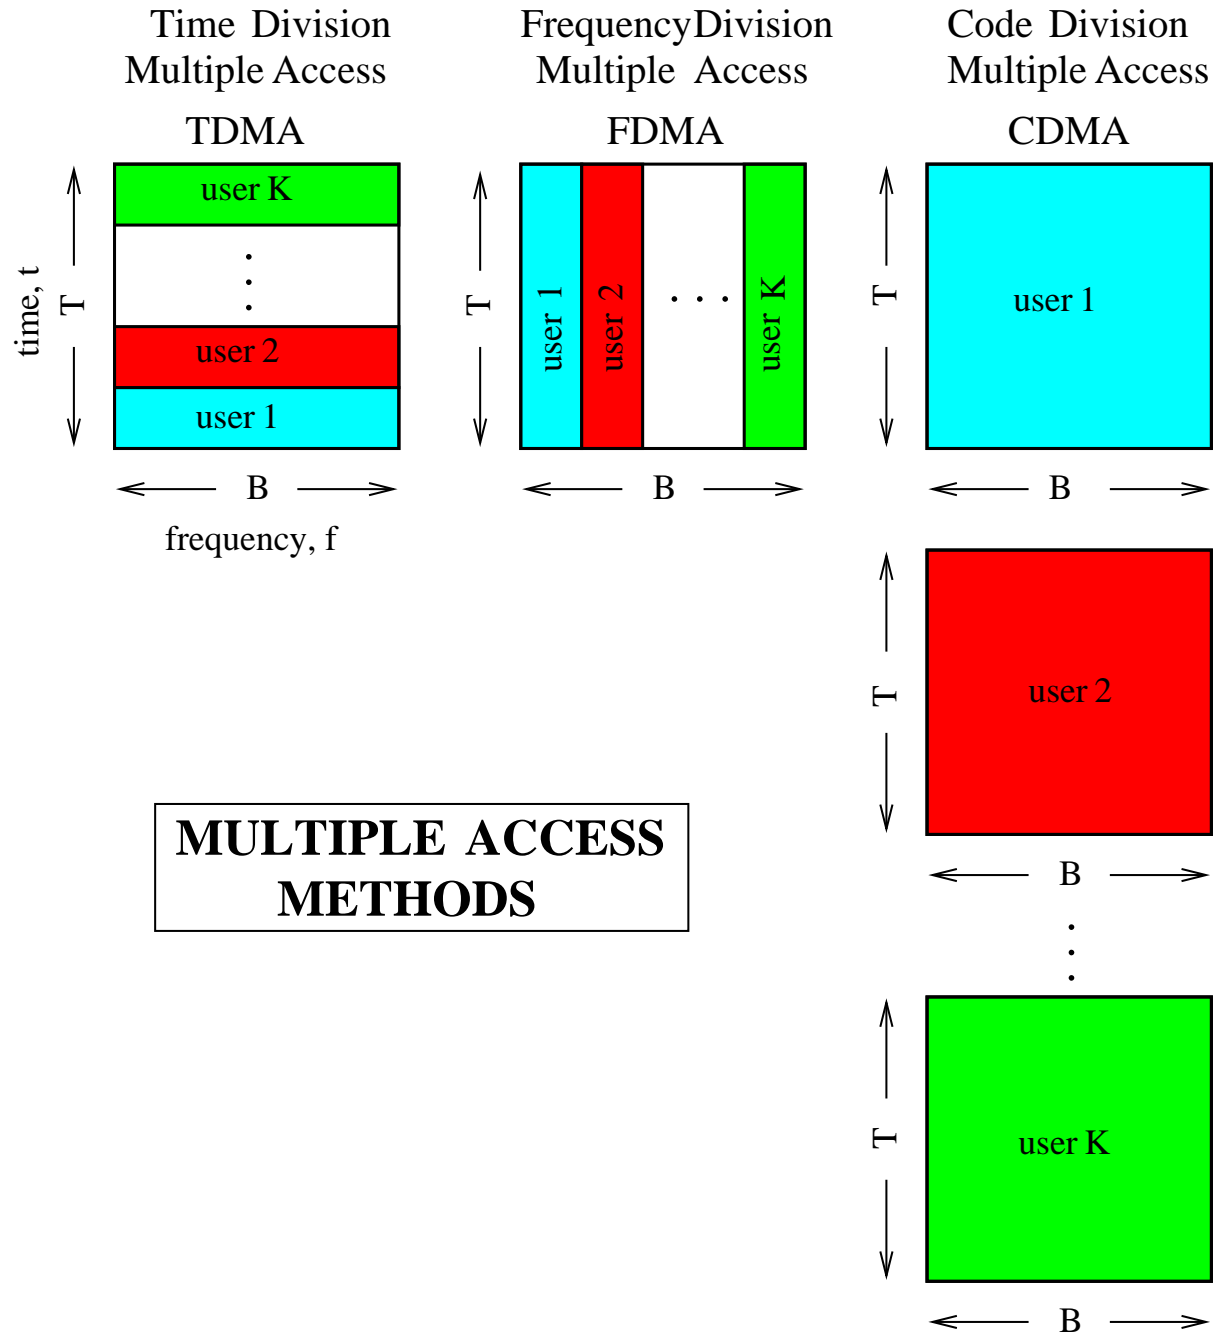 Time Division
Multiple Access
TDMA
user K
.
.
.
user 2
user 1
time, t
T
B
frequency, f
FrequencyDivision
Multiple Access
FDMA
T
user 1
user 2
. . .
user K
B
Code Division
Multiple Access
CDMA
T
user 1
B
T
user 2
B
.
.
.
T
user K
B
MULTIPLE ACCESS
METHODS